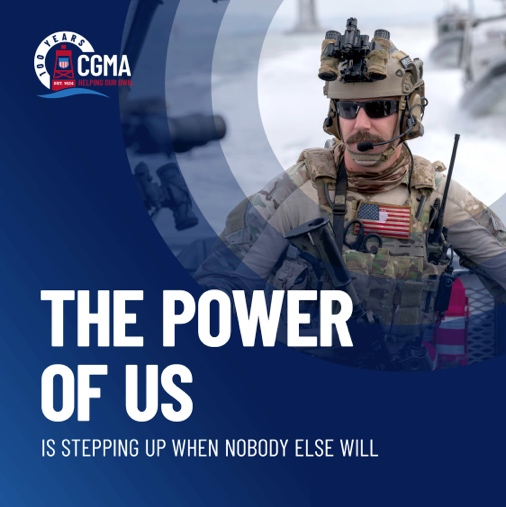 100 YEARS
CGMA
EST. 1924
HELPING OUR OWN
THE POWER
OF US
IS STEPPING UP WHEN NOBODY ELSE WILL